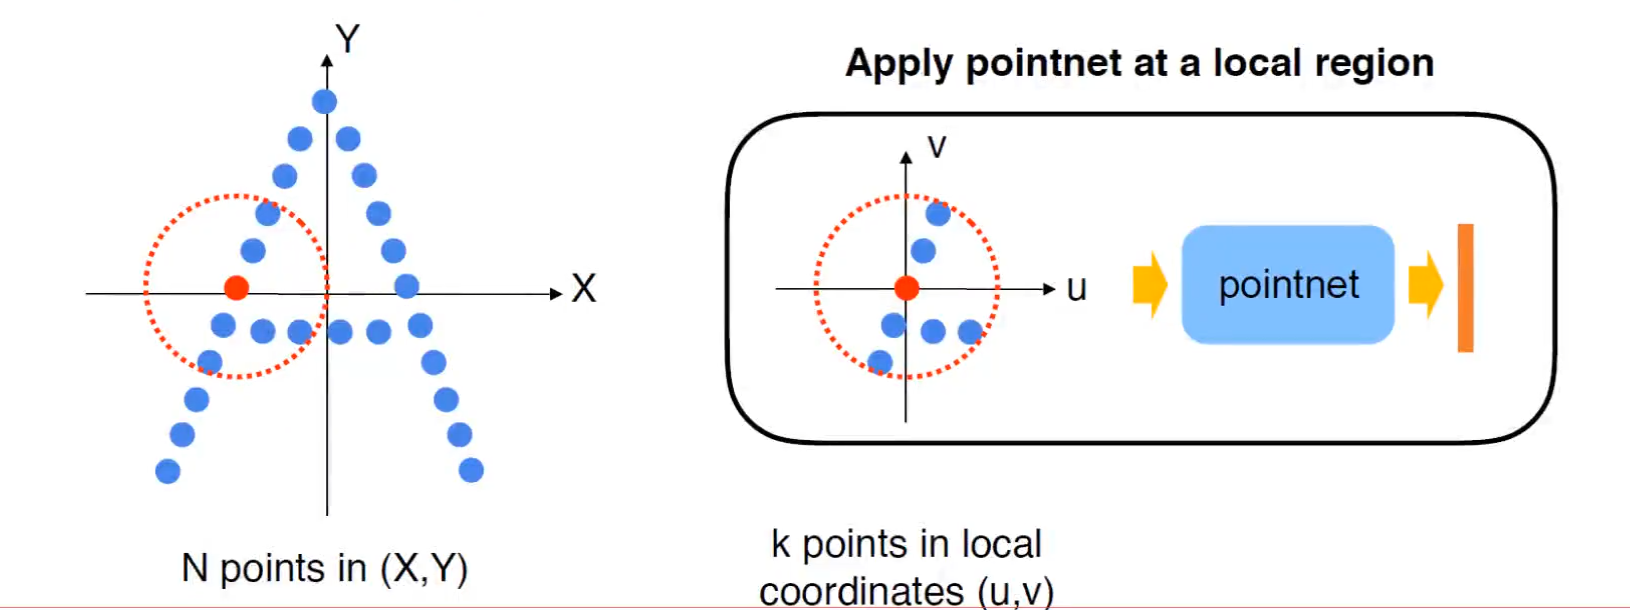 Y
X
N points in (X,Y)
Apply pointnet at a local region
v
u
pointnet
k points in local
coordinates (u,v)